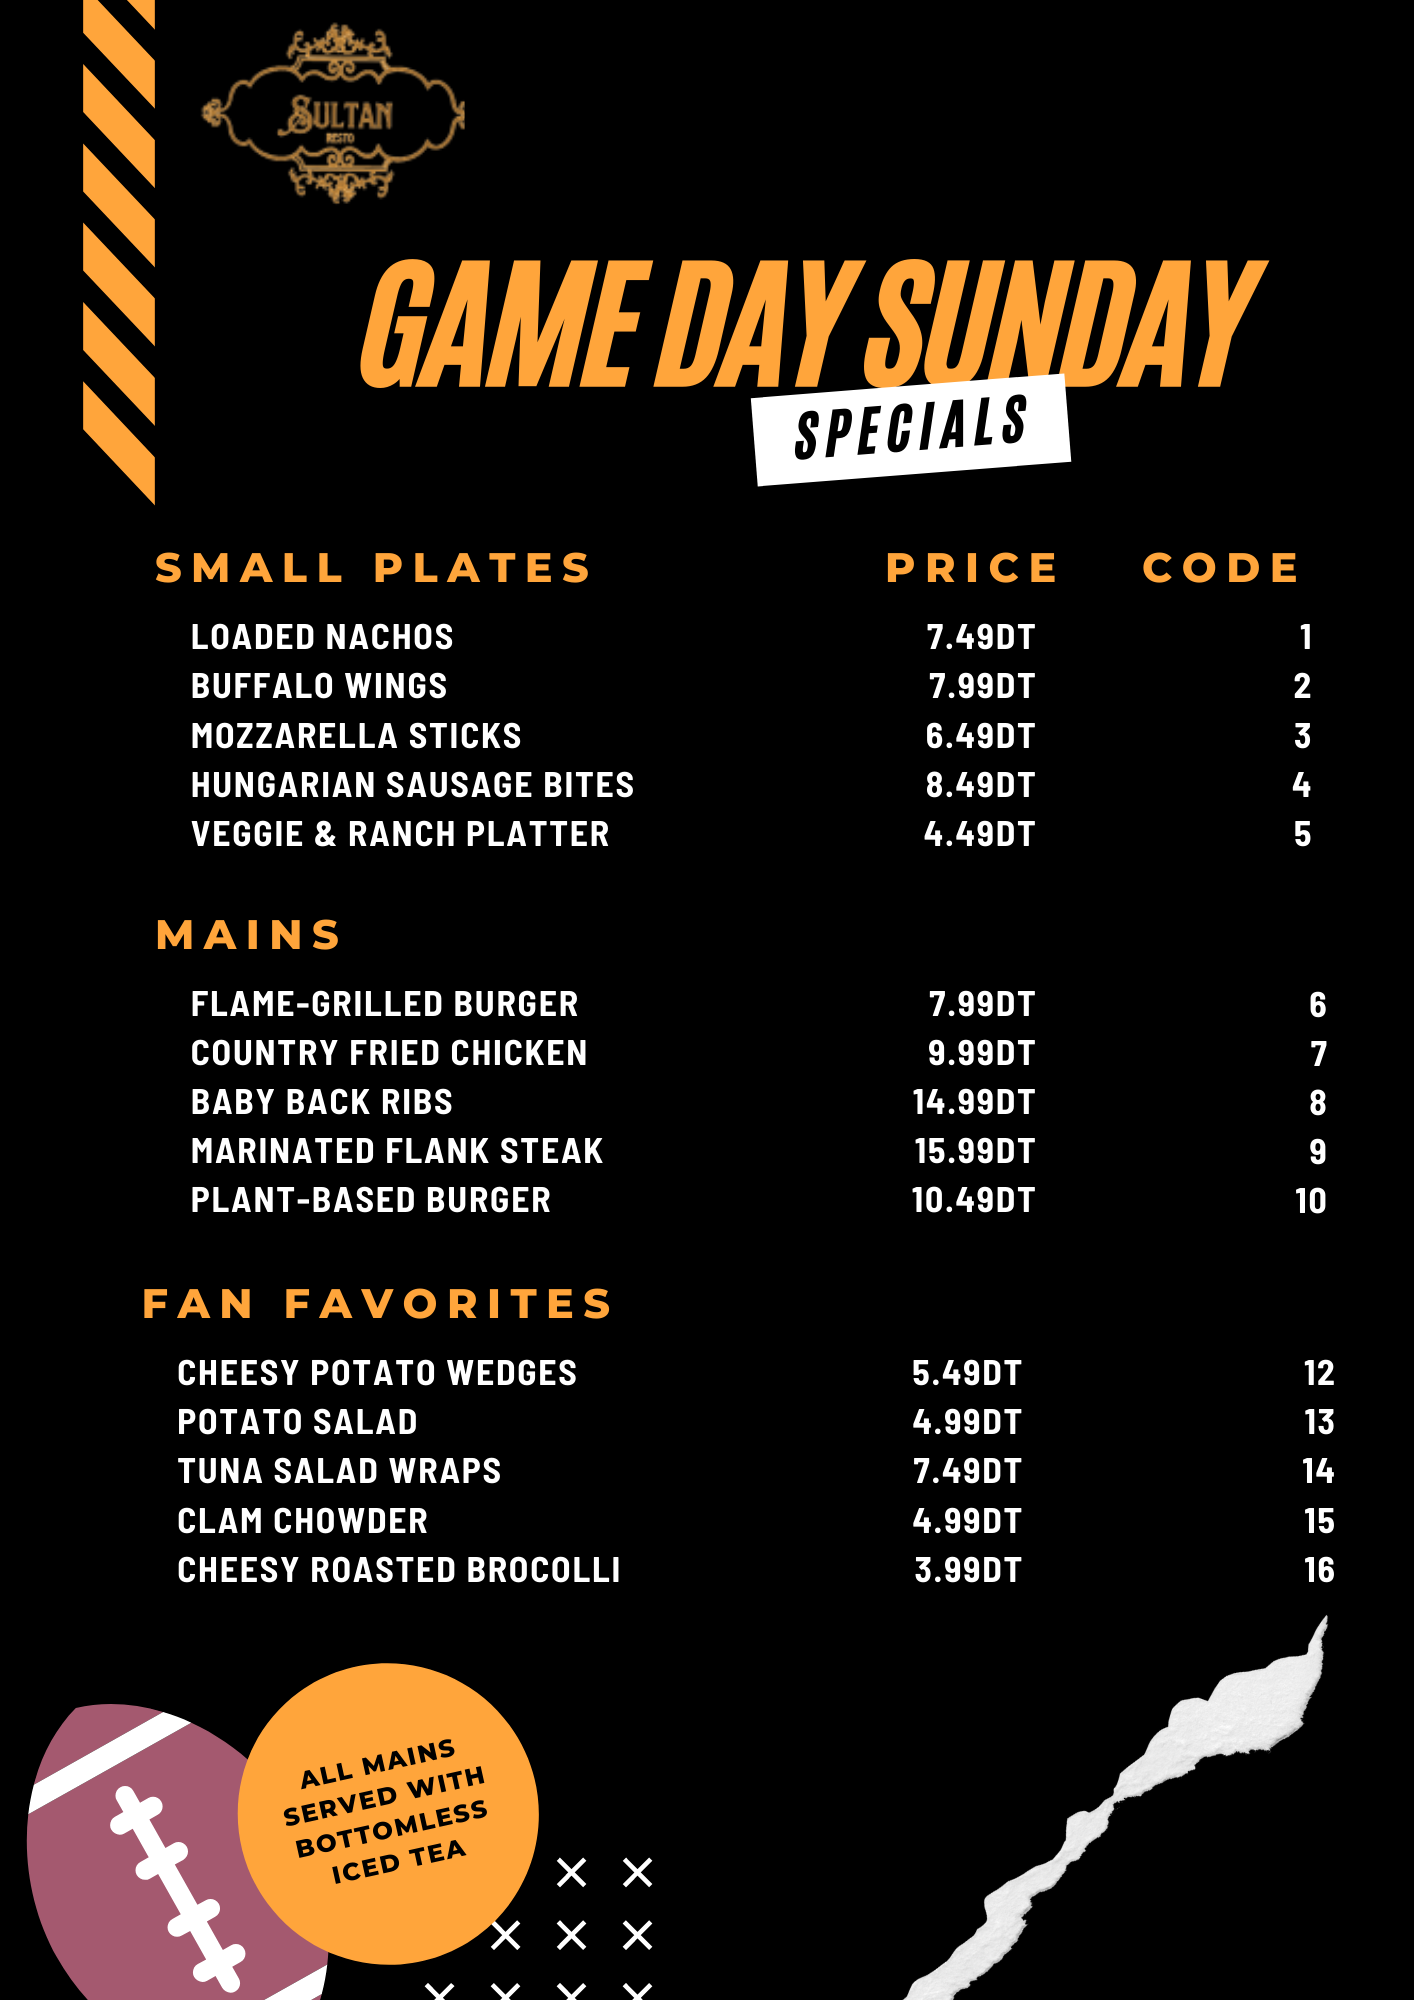 SULTAN
RESTO
GAME DAY SUNDAY
SPECIALS
SMALL PLATES PRICE CODE
LOADED NACHOS 7.49DT 1
BUFFALO WINGS 7.99DT 2
MOZZARELLA STICKS 6.49DT 3
HUNGARIAN SAUSAGE BITES 8.49DT 4
VEGGIE & RANCH PLATTER 4.49DT 5
MAINS
FLAME-GRILLED BURGER 7.99DT 6
COUNTRY FRIED CHICKEN 9.99DT 7
BABY BACK RIBS 14.99DT 8
MARINATED FLANK STEAK 15.99DT 9
PLANT-BASED BURGER 10.49DT 10
FAN FAVORITES
CHEESY POTATO WEDGES 5.49DT 12
POTATO SALAD 4.99DT 13
TUNA SALAD WRAPS 7.49DT 14
CLAM CHOWDER 4.99DT 15
CHEESY ROASTED BROCOLLI 3.99DT 16
ALL MAINS
SERVED WITH
BOTTOMLESS
ICED TEA